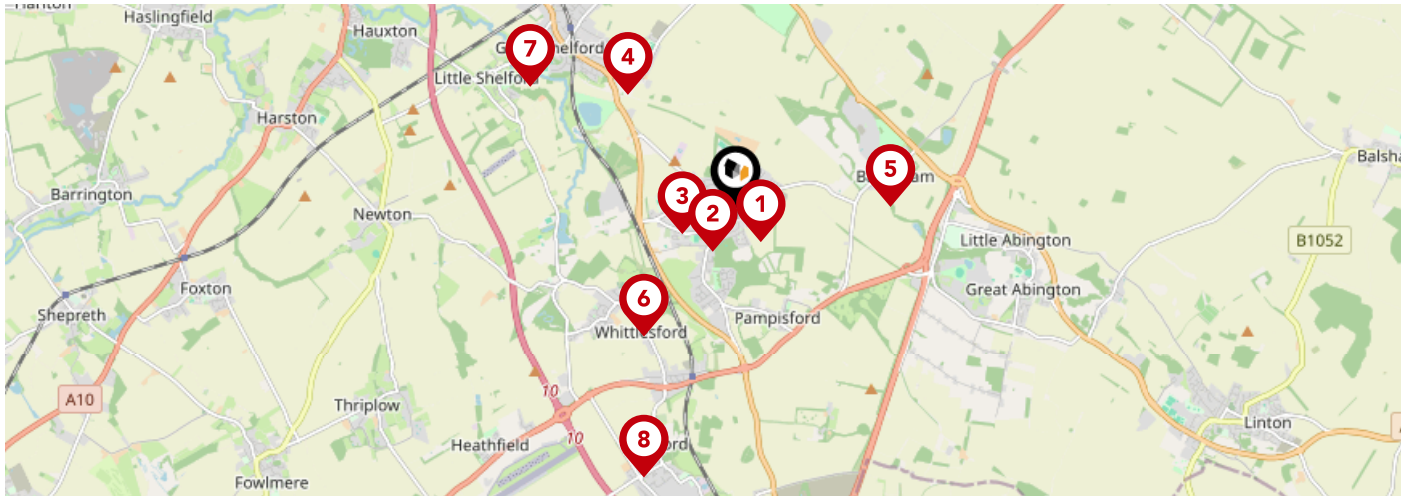 Haslingfield
Hauxton
7
4
Little Shelford
Harston
5
Balsha
3
2
1
Barrington
Newton
Little Abington
B1052
Foxton
6
Great Abington
Shepreth
Whittlesford
Pampisford
10
A10
Thriplow
Linton
10
8
Heathfield
Fowlmere